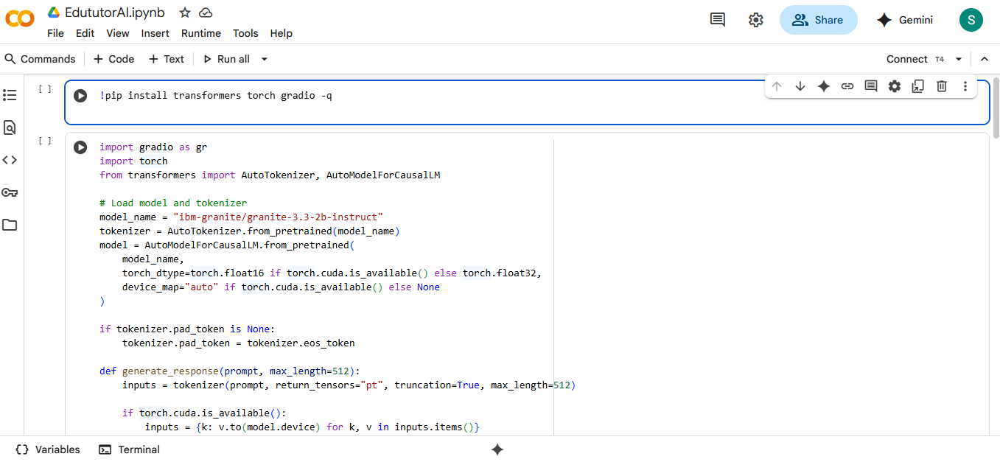 EdututorAI.ipynb
File Edit View Insert Runtime Tools Help
Share
Gemini
S
Commands + Code + Text Run all
Connect T4
[ ]
!pip install transformers torch gradio -q
[ ]
import gradio as gr
import torch
from transformers import AutoTokenizer, AutoModelForCausalLM
# Load model and tokenizer
model_name = "ibm-granite/granite-3.3-2b-instruct"
tokenizer = AutoTokenizer.from_pretrained(model_name)
model = AutoModelForCausalLM.from_pretrained(
    model_name,
    torch_dtype=torch.float16 if torch.cuda.is_available() else torch.float32,
    device_map="auto" if torch.cuda.is_available() else None
)
if tokenizer.pad_token is None:
    tokenizer.pad_token = tokenizer.eos_token
def generate_response(prompt, max_length=512):
    inputs = tokenizer(prompt, return_tensors="pt", truncation=True, max_length=512)
    if torch.cuda.is_available():
        inputs = {k: v.to(model.device) for k, v in inputs.items()}
Variables Terminal